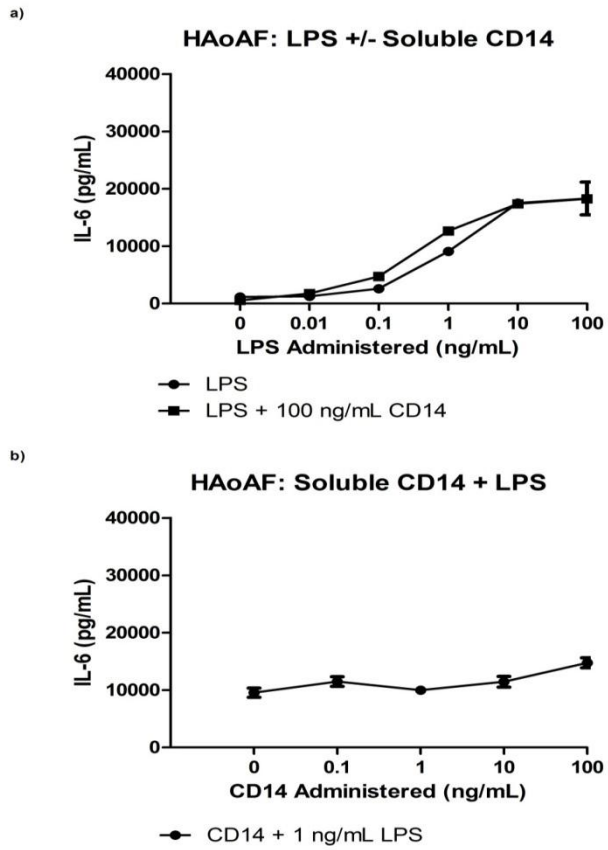 a)
HAoAF: LPS +/- Soluble CD14
40000
30000
20000
10000
0
IL-6 (pg/mL)
0 0.01 0.1 1 10 100
LPS Administered (ng/mL)
LPS
LPS + 100 ng/mL CD14
b)
HAoAF: Soluble CD14 + LPS
40000
30000
20000
10000
0
IL-6 (pg/mL)
0 0.1 1 10 100
CD14 Administered (ng/mL)
CD14 + 1 ng/mL LPS